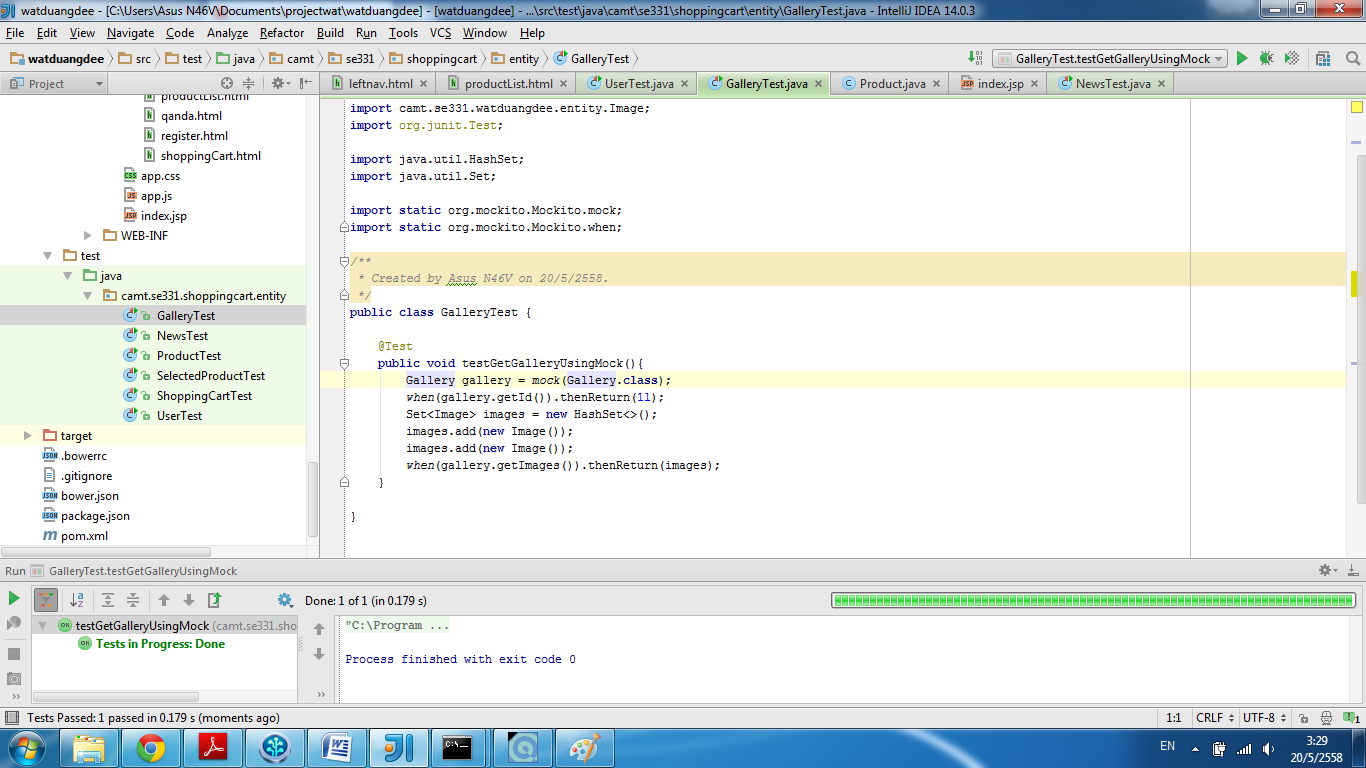 watduangdee - [C:\Users\Asus N46V\Documents\projectwat\watduangdee] - [watduangdee] - ...\src\test\java\camt\se331\shoppingcart\entity\GalleryTest.java - IntelliJ IDEA 14.0.3
File Edit View Navigate Code Analyze Refactor Build Run Tools VCS Window Help
watduangdee src test java camt se331 shoppingcart entity GalleryTest
GalleryTest.testGetGalleryUsingMock
Project
leftnav.html productList.html UserTest.java GalleryTest.java Product.java index.jsp NewsTest.java
productList.html
qanda.html
register.html
shoppingCart.html
app.css
app.js
index.jsp
WEB-INF
test
java
camt.se331.shoppingcart.entity
GalleryTest
NewsTest
ProductTest
SelectedProductTest
ShoppingCartTest
UserTest
target
.bowerrc
.gitignore
bower.json
package.json
pom.xml
import camt.se331.watduangdee.entity.Image;
import org.junit.Test;
import java.util.HashSet;
import java.util.Set;
import static org.mockito.Mockito.mock;
import static org.mockito.Mockito.when;
/**
* Created by Asus N46V on 20/5/2558.
*/
public class GalleryTest {
@Test
public void testGetGalleryUsingMock(){
Gallery gallery = mock(Gallery.class);
when(gallery.getId()).thenReturn(1l);
Set<Image> images = new HashSet<>();
images.add(new Image());
images.add(new Image());
when(gallery.getImages()).thenReturn(images);
}
}
Run GalleryTest.testGetGalleryUsingMock
Done: 1 of 1 (in 0.179 s)
testGetGalleryUsingMock (camt.se331.sho
Tests in Progress: Done
"C:\Program ...
Process finished with exit code 0
Tests Passed: 1 passed in 0.179 s (moments ago)
1:1 CRLF UTF-8 1
EN
3:29
20/5/2558